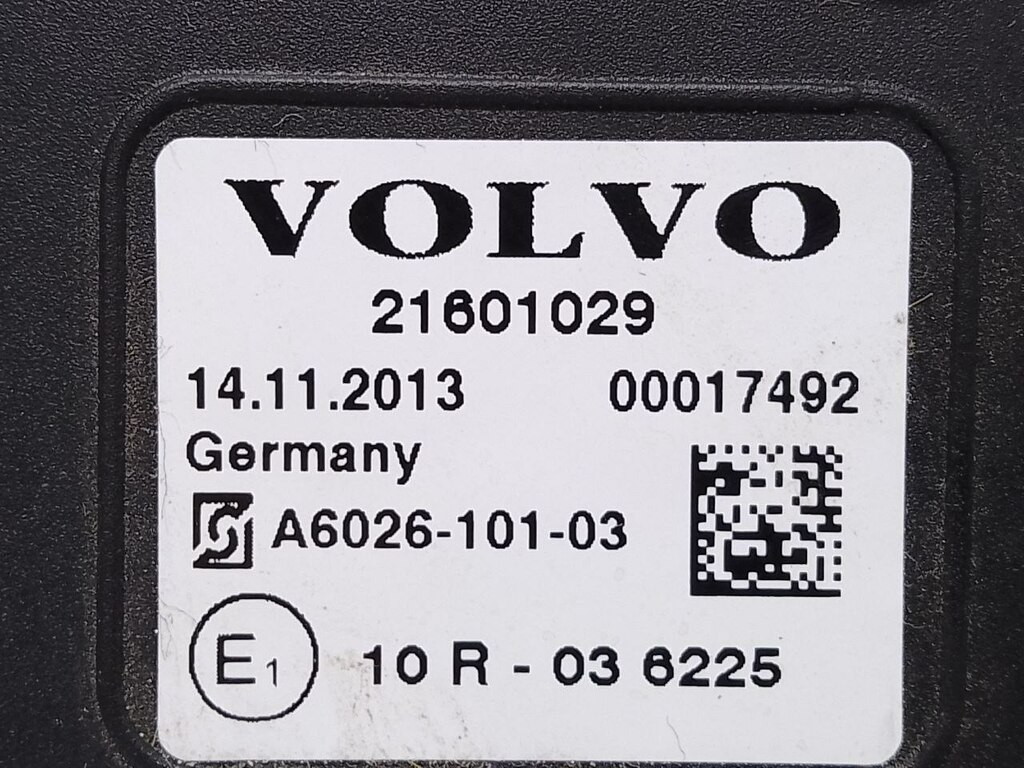 VOLVO
21601029
14.11.2013 00017492
Germany
A6026-101-03
E1 10 R - 03 6225